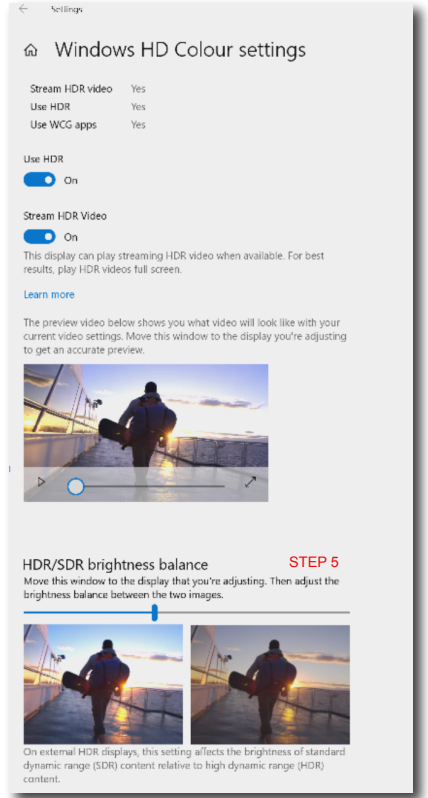 Settings
Windows HD Colour settings
Stream HDR video Yes
Use HDR Yes
Use WCG apps Yes
Use HDR
On
Stream HDR Video
On
This display can play streaming HDR video when available. For best
results, play HDR videos full screen.
Learn more
The preview video below shows you what video will look like with your
current video settings. Move this window to the display you're adjusting
to get an accurate preview.
HDR/SDR brightness balance STEP 5
Move this window to the display that you're adjusting. Then adjust the
brightness balance between the two images.
On external HDR displays, this setting affects the brightness of standard
dynamic range (SDR) content relative to high dynamic range (HDR)
content.